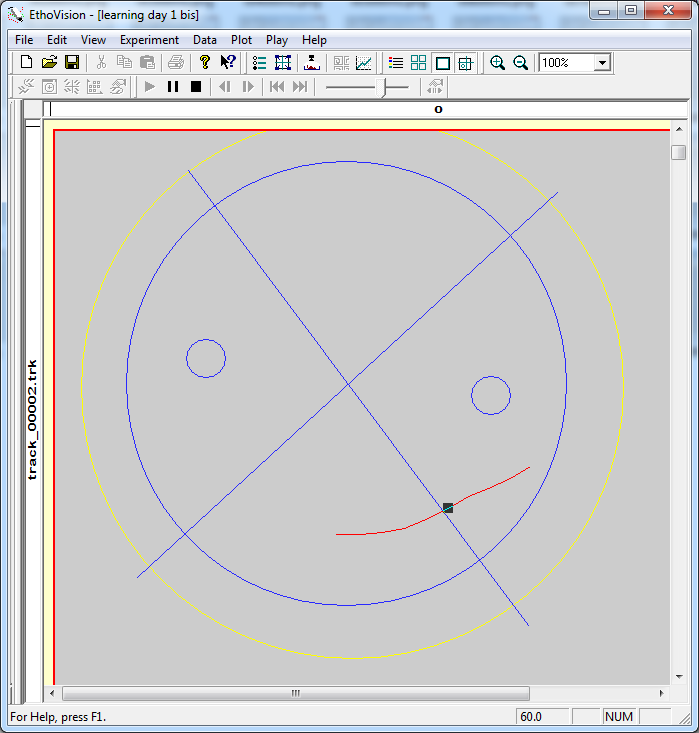 EthoVision - [learning day 1 bis]
File Edit View Experiment Data Plot Play Help
100%
O
track_00002.trk
For Help, press F1.
60.0
NUM